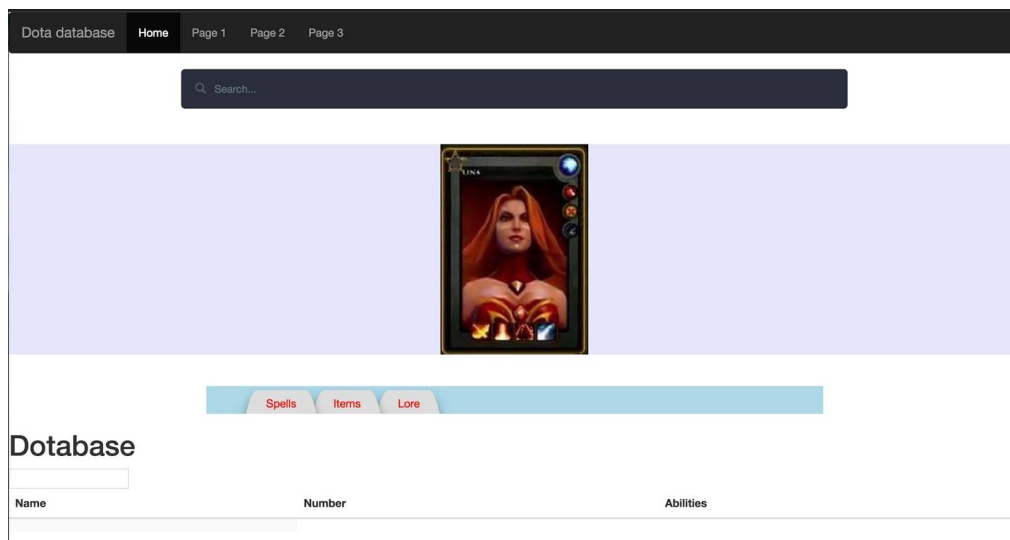 Dota database Home Page 1 Page 2 Page 3
Search...
LINA
Spells Items Lore
Dotabase
Name Number Abilities